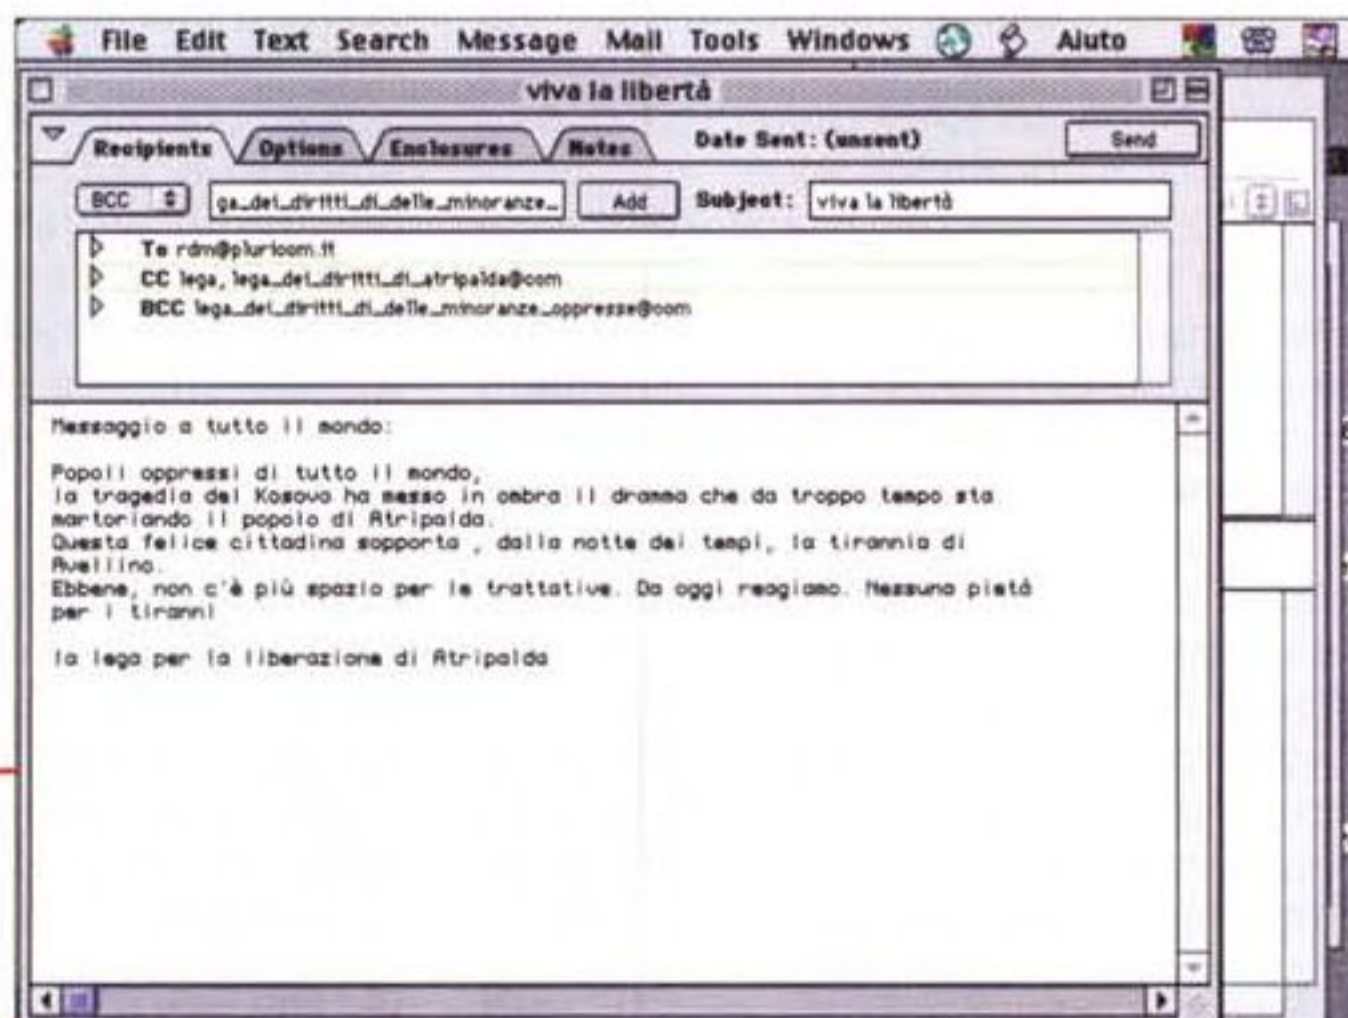 File Edit Text Search Message Mail Tools Windows Aiuto
viva la libertà
Recipients Options Enclosures Notes Date Sent: (unsent) Send
BCC ga_dei_diritti_di_delle_minoranze_ Add Subject: viva la libertà
To rdm@pluricom.it
CC lega, lega_dei_diritti_di_atripalda@com
BCC lega_dei_diritti_di_delle_minoranze_oppresse@com
Messaggio a tutto il mondo:
Popoli oppressi di tutto il mondo,
la tragedia del Kosovo ha messo in ombra il dramma che da troppo tempo sta
martoriando il popolo di Atripalda.
Questa felice cittadina sopporta , dalla notte dei tempi, la tirannia di
Avellino.
Ebbene, non c'è più spazio per le trattative. Da oggi reagiamo. Nessuna pietà
per i tiranni
la lega per la liberazione di Atripalda